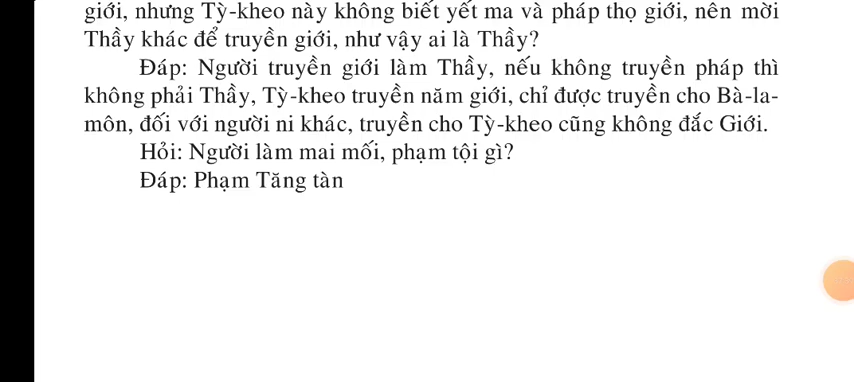 giới, nhưng Tỳ-kheo này không biết yết ma và pháp thọ giới, nên mời
Thầy khác để truyền giới, như vậy ai là Thầy?
Đáp: Người truyền giới làm Thầy, nếu không truyền pháp thì
không phải Thầy, Tỳ-kheo truyền năm giới, chỉ được truyền cho Bà-la-
môn, đối với người ni khác, truyền cho Tỳ-kheo cũng không đắc Giới.
Hỏi: Người làm mai mối, phạm tội gì?
Đáp: Phạm Tăng tàn